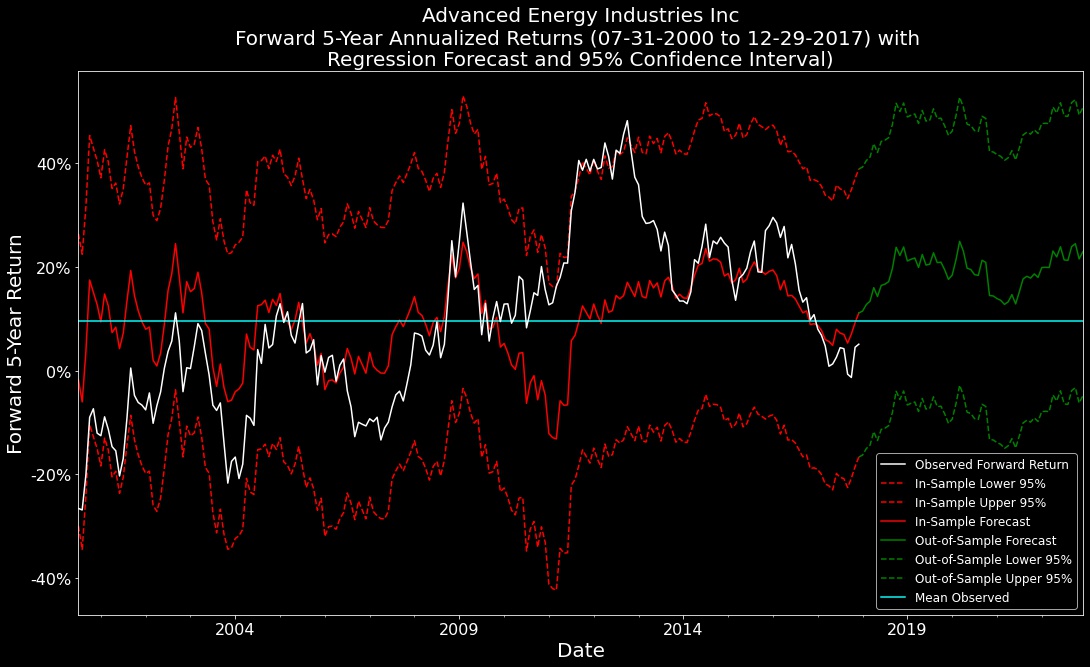 Advanced Energy Industries Inc
Forward 5-Year Annualized Returns (07-31-2000 to 12-29-2017) with
Regression Forecast and 95% Confidence Interval)
Forward 5-Year Return
40%
20%
0%
-20%
-40%
2004
2009
2014
2019
Date
Observed Forward Return
In-Sample Lower 95%
In-Sample Upper 95%
In-Sample Forecast
Out-of-Sample Forecast
Out-of-Sample Lower 95%
Out-of-Sample Upper 95%
Mean Observed